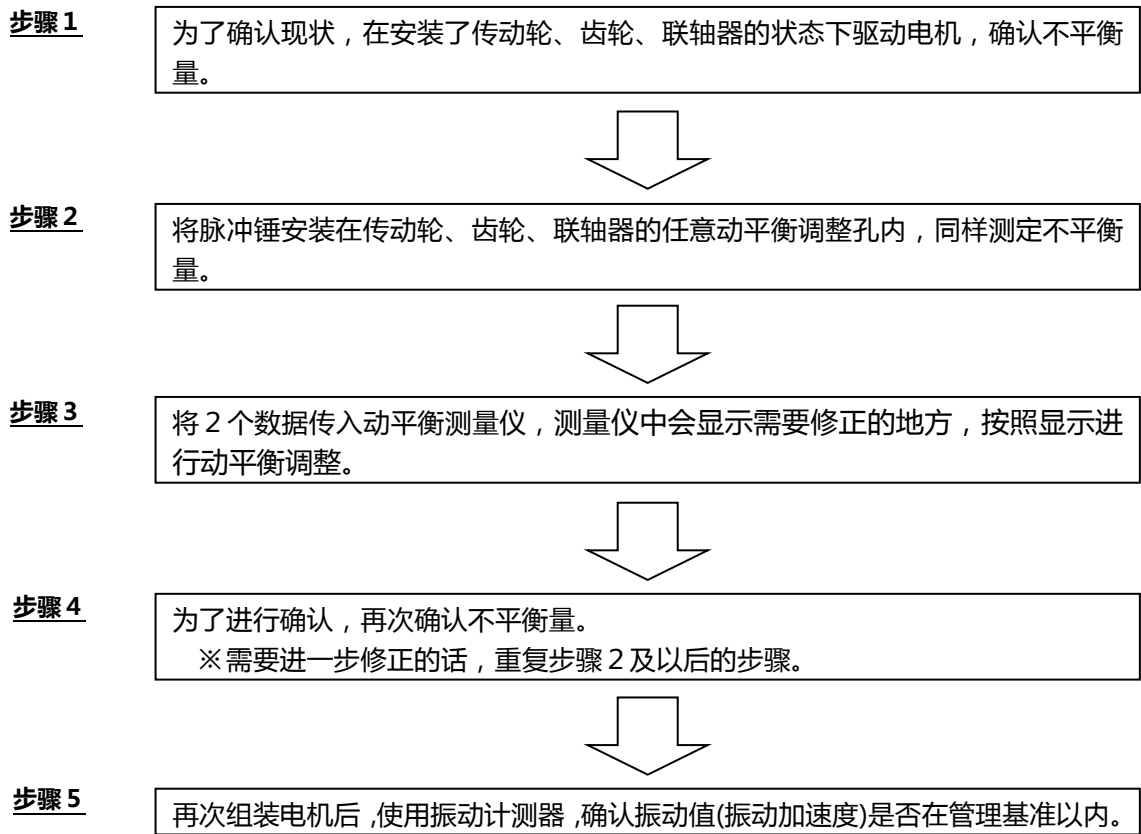 步骤1
为了确认现状，在安装了传动轮、齿轮、联轴器的状态下驱动电机，确认不平衡
量。
步骤2
将脉冲锤安装在传动轮、齿轮、联轴器的任意动平衡调整孔内，同样测定不平衡
量。
步骤3
将2个数据传入动平衡测量仪，测量仪中会显示需要修正的地方，按照显示进
行动平衡调整。
步骤4
为了进行确认，再次确认不平衡量。
※需要进一步修正的话，重复步骤2及以后的步骤。
步骤5
再次组装电机后,使用振动计测器,确认振动值(振动加速度)是否在管理基准以内。